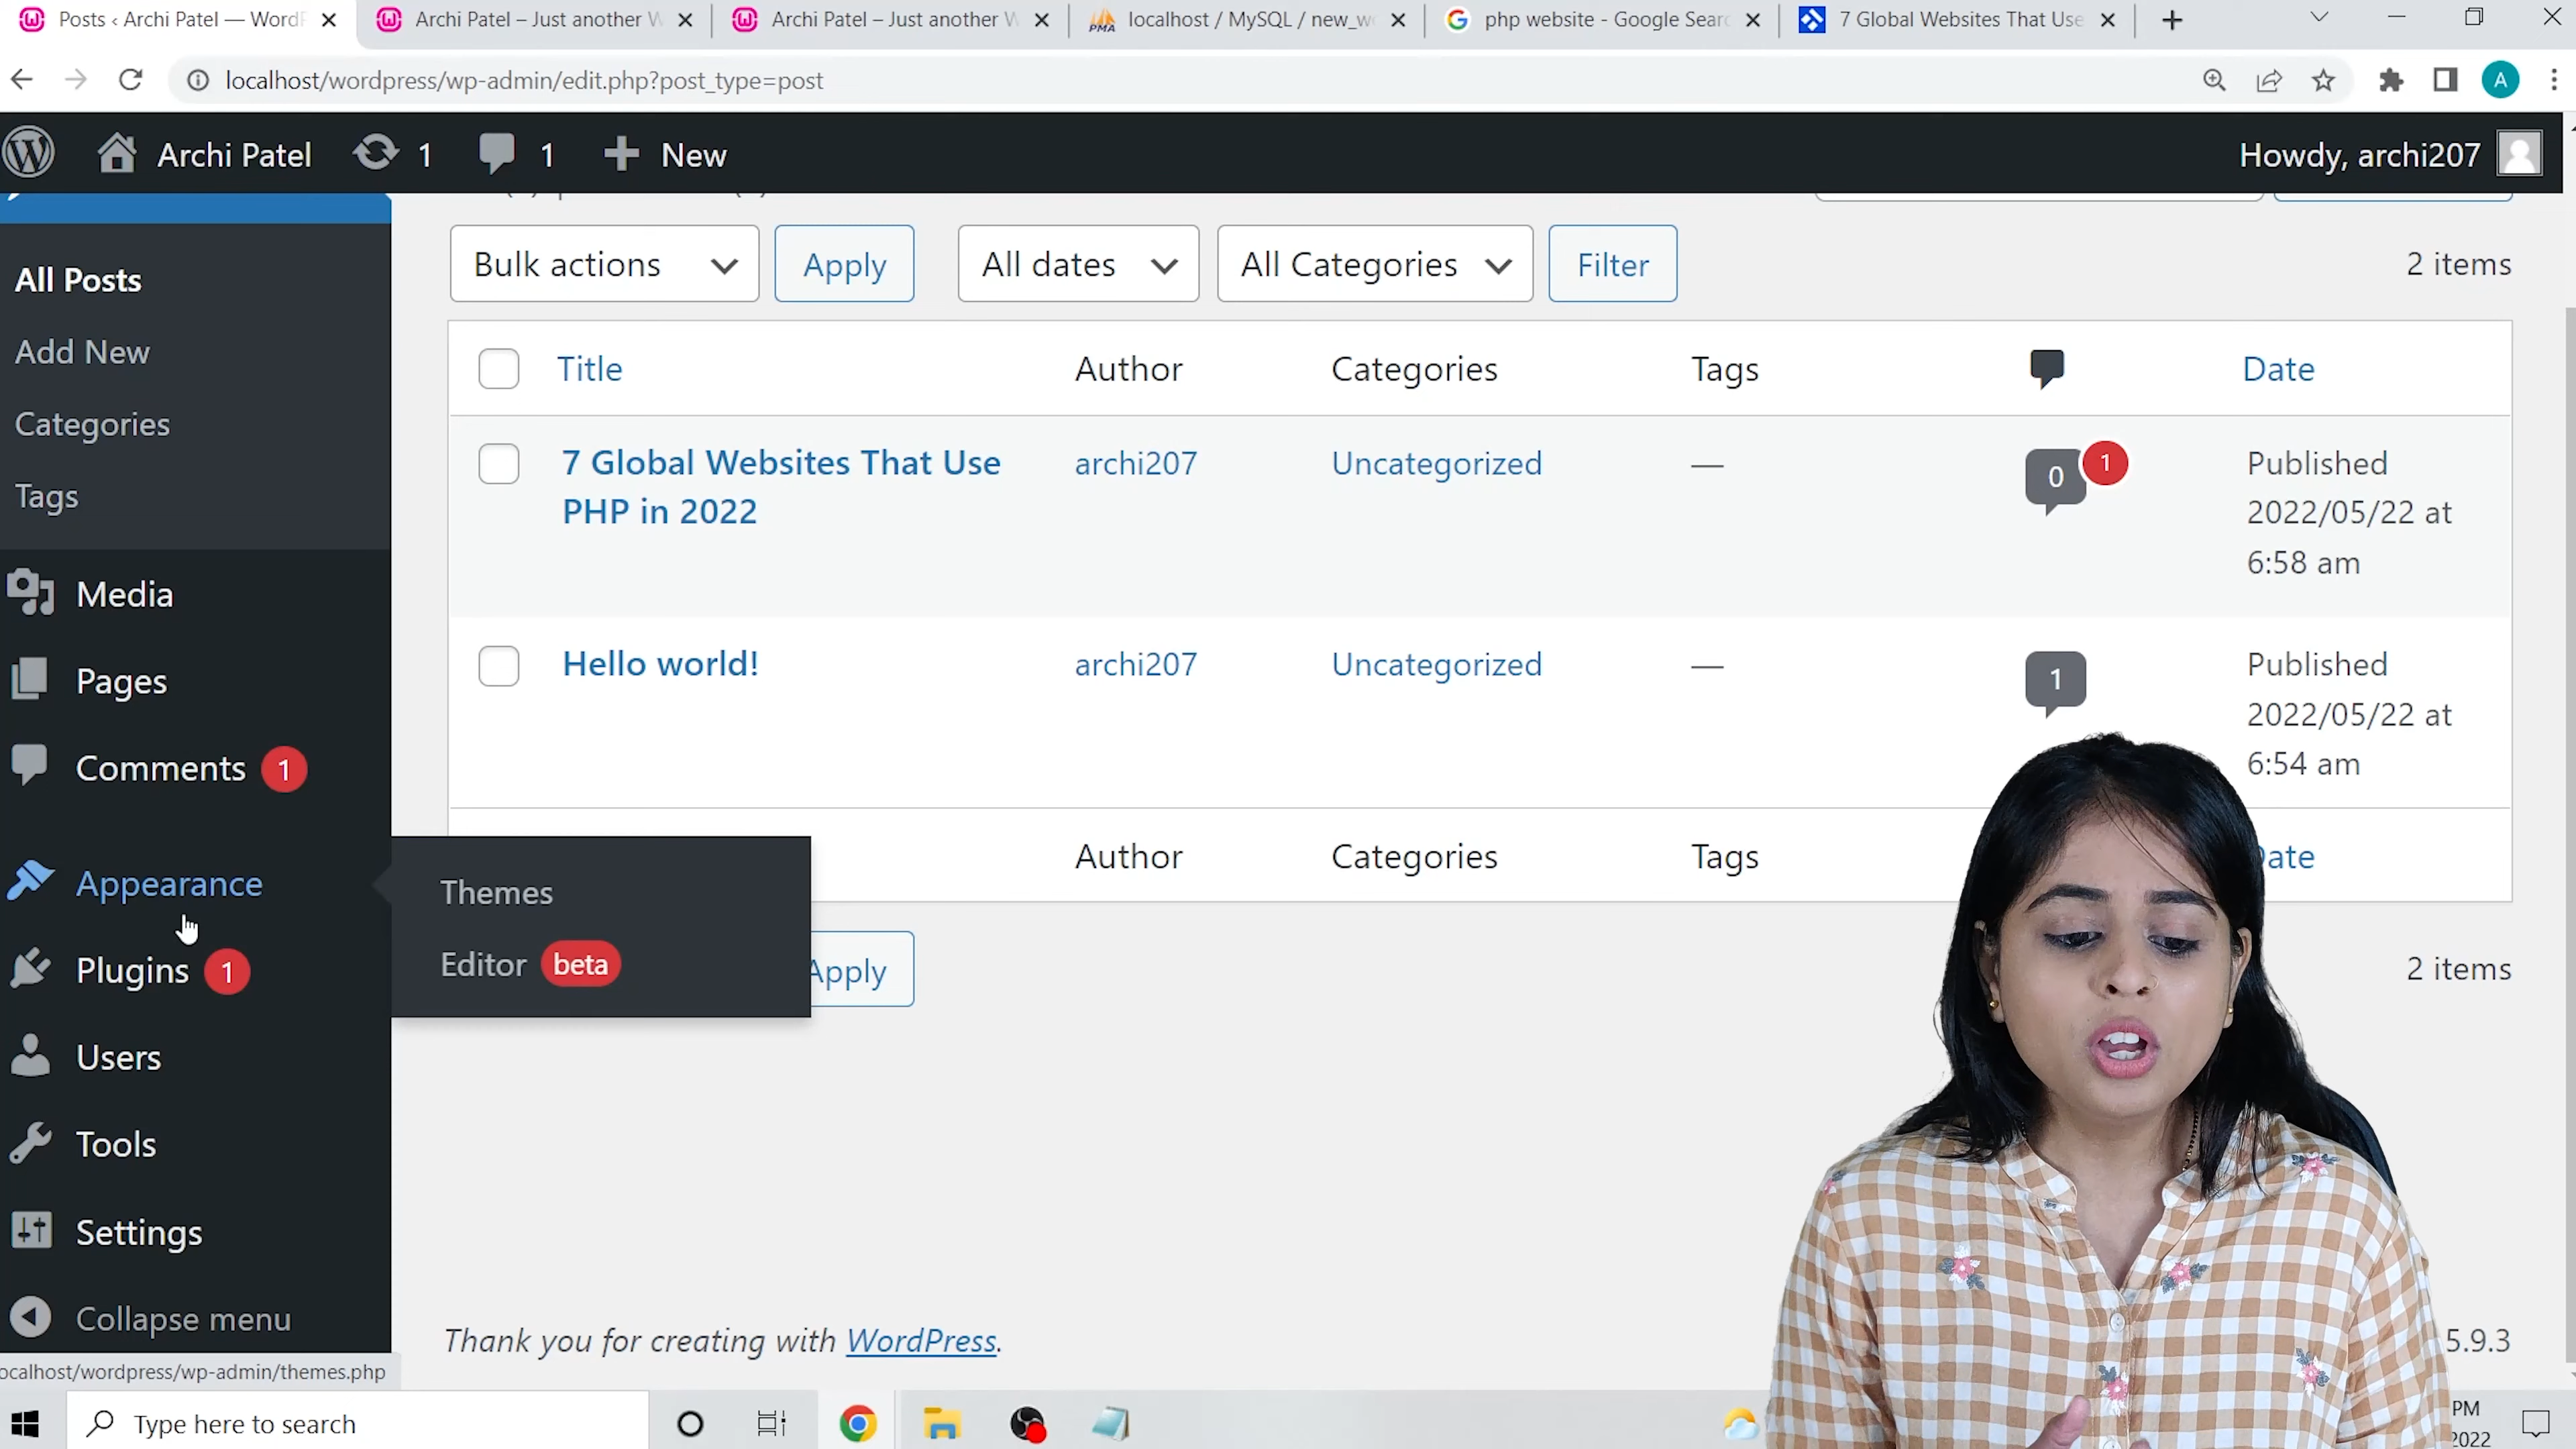 Posts ‹ Archi Patel — WordP
Archi Patel – Just another W
Archi Patel – Just another W
localhost / MySQL / new_w
php website - Google Sear
7 Global Websites That Use
localhost/wordpress/wp-admin/edit.php?post_type=post
A
Archi Patel 1 1 New
Howdy, archi207
All Posts
Add New
Categories
Tags
Media
Pages
Comments 1
Appearance
Plugins 1
Users
Tools
Settings
Collapse menu
Themes
Editor beta
Bulk actions Apply All dates All Categories Filter 2 items
Title Author Categories Tags Date
7 Global Websites That Use archi207 Uncategorized — 0 1 Published
PHP in 2022 2022/05/22 at
6:58 am
Hello world! archi207 Uncategorized — 1 Published
2022/05/22 at
6:54 am
Author Categories Tags Date
Apply 2 items
Thank you for creating with WordPress.
5.9.3
ocalhost/wordpress/wp-admin/themes.php
Type here to search
PM
2022